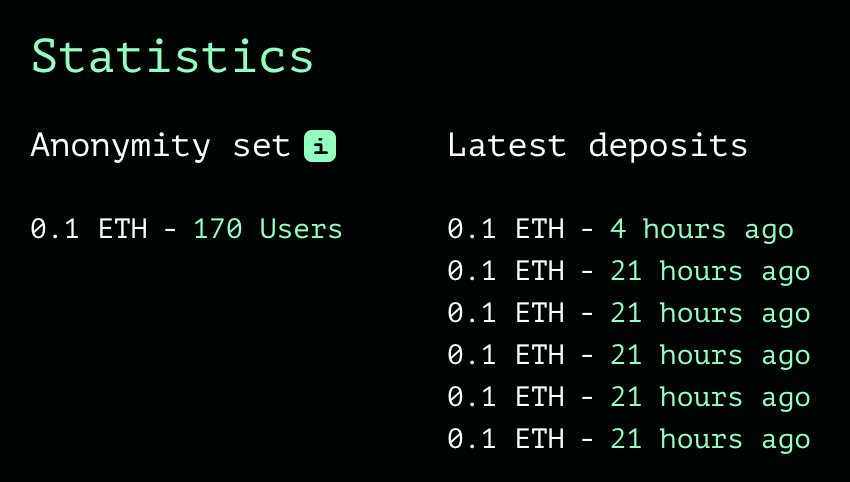 Statistics
Anonymity set i
0.1 ETH - 170 Users
Latest deposits
0.1 ETH - 4 hours ago
0.1 ETH - 21 hours ago
0.1 ETH - 21 hours ago
0.1 ETH - 21 hours ago
0.1 ETH - 21 hours ago
0.1 ETH - 21 hours ago